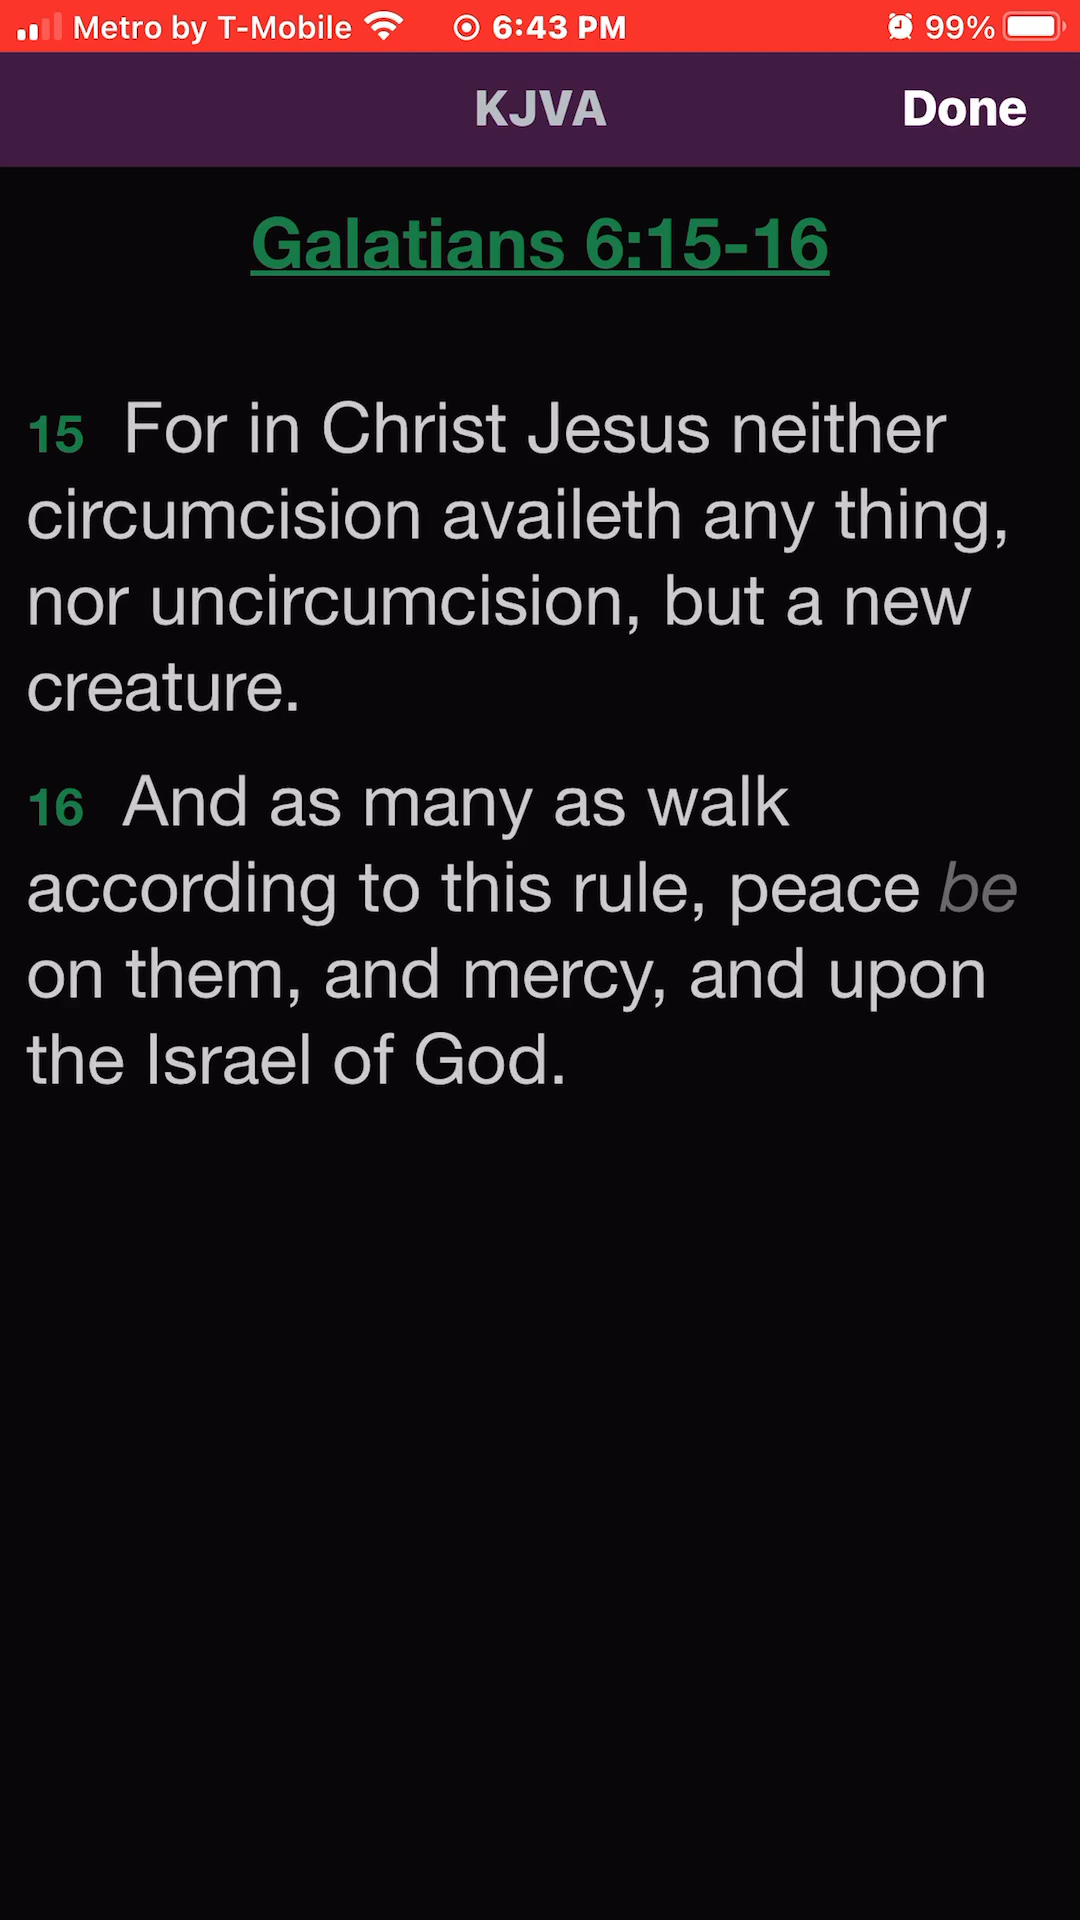 Metro by T-Mobile 6:43 PM 99%
KJVA Done
Galatians 6:15-16
15 For in Christ Jesus neither
circumcision availeth any thing,
nor uncircumcision, but a new
creature.
16 And as many as walk
according to this rule, peace be
on them, and mercy, and upon
the Israel of God.